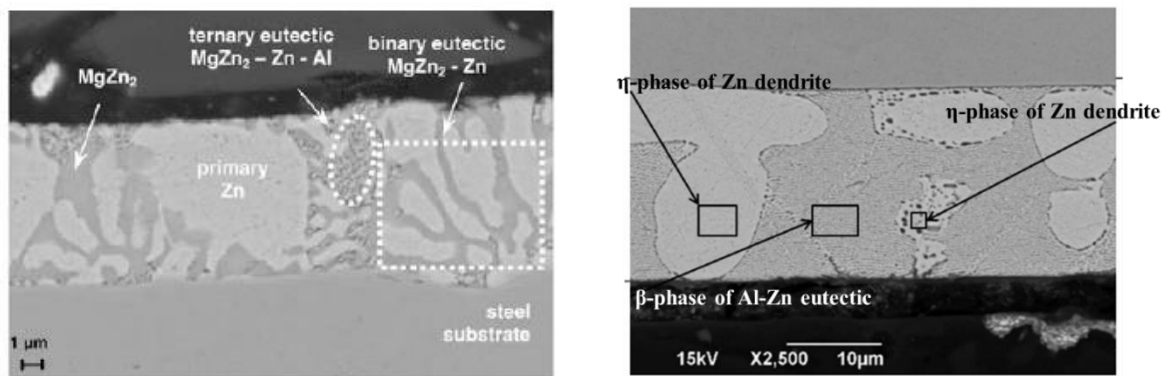 ternary eutectic
MgZn₂ – Zn - Al
binary eutectic
MgZn₂ - Zn
MgZn₂
primary
Zn
steel
substrate
1 µm
η-phase of Zn dendrite
η-phase of Zn dendrite
β-phase of Al-Zn eutectic
15kV X2,500 10µm